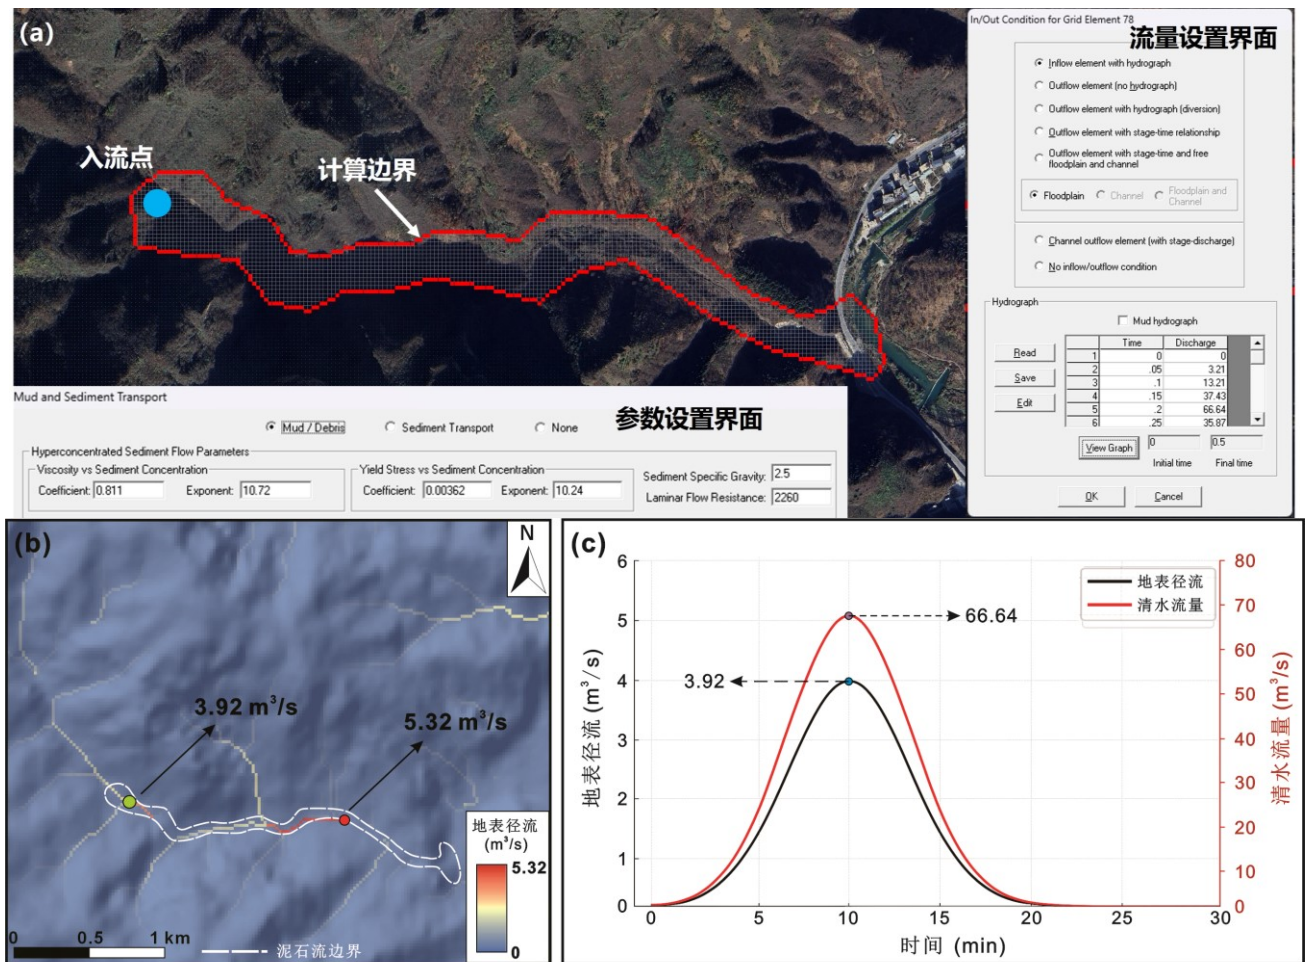 (a)
入流点
计算边界
In/Out Condition for Grid Element 78
流量设置界面
Inflow element with hydrograph
Outflow element (no hydrograph)
Outflow element with hydrograph (diversion)
Outflow element with stage-time relationship
Outflow element with stage-time and free
floodplain and channel
Floodplain Channel Floodplain and
Channel
Channel outflow element (with stage-discharge)
No inflow/outflow condition
Hydrograph
Mud hydrograph
Time Discharge
1 0 0
2 .05 3.21
3 .1 13.21
4 .15 37.43
5 .2 66.64
6 .25 35.87
Read
Save
Edit
View Graph 0 0.5
Initial time Final time
OK Cancel
Mud and Sediment Transport
Mud / Debris Sediment Transport None
参数设置界面
Hyperconcentrated Sediment Flow Parameters
Viscosity vs Sediment Concentration
Coefficient: 0.811 Exponent: 10.72
Yield Stress vs Sediment Concentration
Coefficient: 0.00362 Exponent: 10.24
Sediment Specific Gravity: 2.5
Laminar Flow Resistance: 2260
(b)
N
3.92 m³/s
5.32 m³/s
地表径流
(m³/s)
5.32
0
0 0.5 1 km
泥石流边界
(c)
地表径流
清水流量
66.64
3.92
6
5
4
3
2
1
0
地表径流 (m³/s)
80
70
60
50
40
30
20
10
0
清水流量 (m³/s)
0 5 10 15 20 25 30
时间 (min)